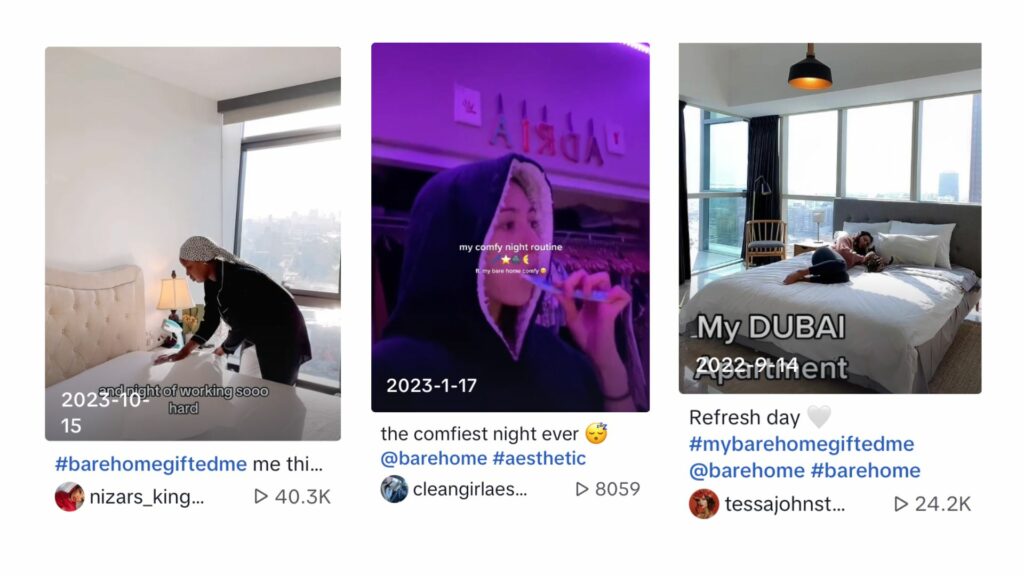 and night of working sooo
hard
2023-10-
15
#barehomegiftedme me thi...
nizars_king...
40.3K
ADRIA
my comfy night routine
ft. my bare home comfy
2023-1-17
the comfiest night ever 😴
@barehome #aesthetic
cleangirlaes...
8059
My DUBAI
Apartment
2022-9-14
Refresh day 🤍
#mybarehomegiftedme
@barehome #barehome
tessajohnst...
24.2K